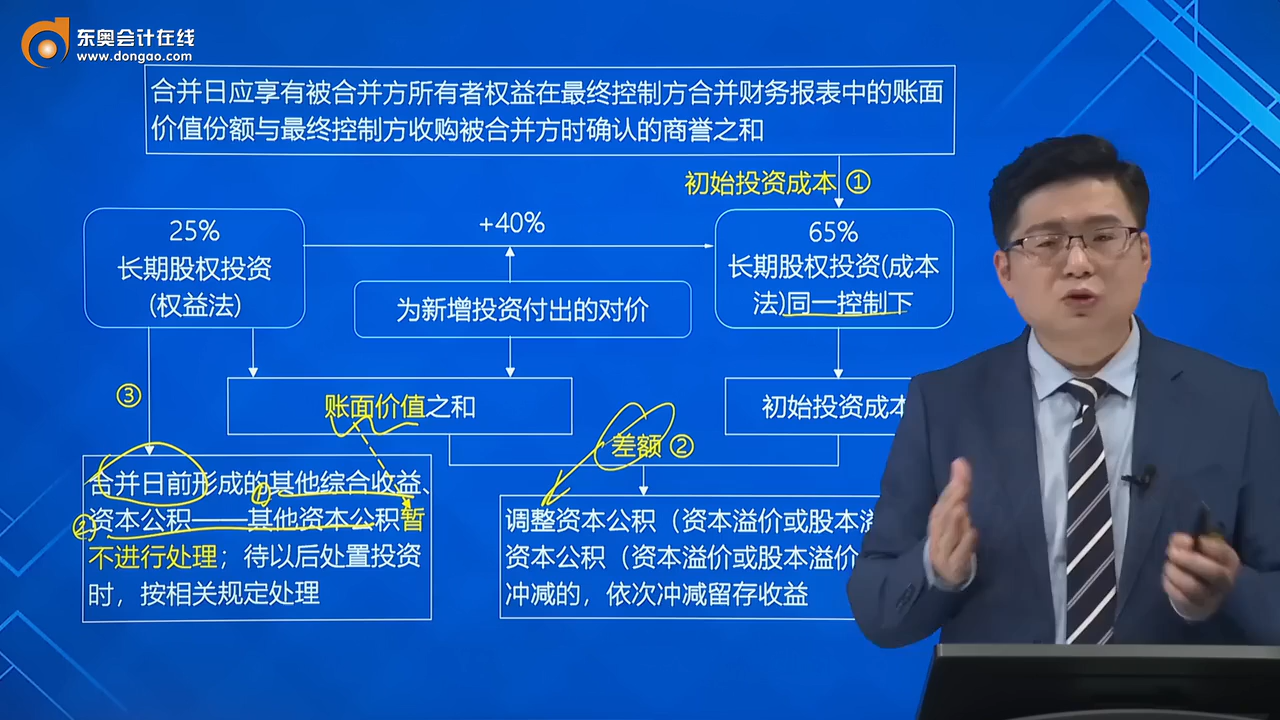 东奥会计在线
www.dongao.com
合并日应享有被合并方所有者权益在最终控制方合并财务报表中的账面
价值份额与最终控制方收购被合并方时确认的商誉之和
初始投资成本 ①
25%
长期股权投资
(权益法)
+40%
为新增投资付出的对价
65%
长期股权投资(成本
法)同一控制下
③
账面价值之和
初始投资成
差额 ②
合并日前形成的其他综合收益、
资本公积——其他资本公积暂
不进行处理；待以后处置投资
时，按相关规定处理
①
②
调整资本公积（资本溢价或股本
资本公积（资本溢价或股本溢价
冲减的，依次冲减留存收益